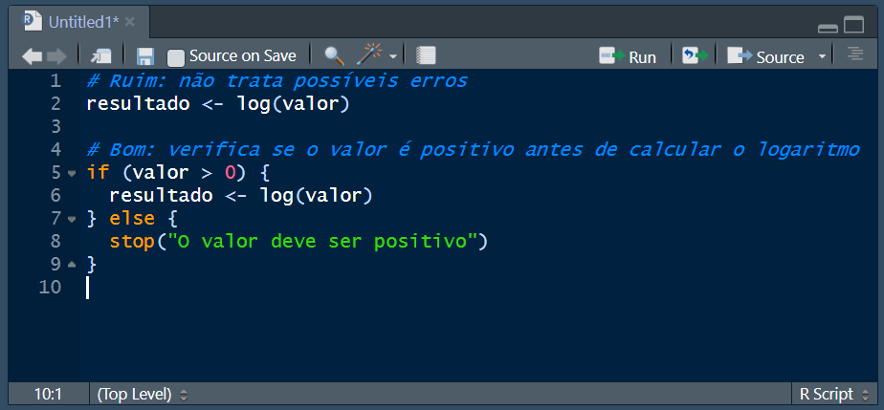 Untitled1*
Source on Save Run Source
1 # Ruim: não trata possíveis erros
2 resultado <- log(valor)
3
4 # Bom: verifica se o valor é positivo antes de calcular o logaritmo
5 if (valor > 0) {
6 resultado <- log(valor)
7 } else {
8 stop("O valor deve ser positivo")
9 }
10
10:1 (Top Level) R Script